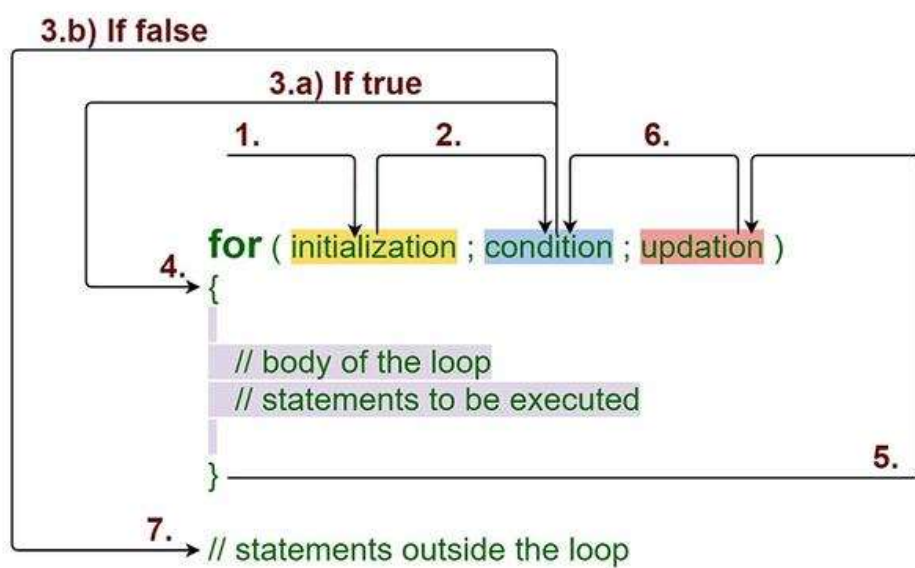 3.b) If false
3.a) If true
1. 2. 6.
for ( initialization ; condition ; updation )
4.
{
// body of the loop
// statements to be executed
}
5.
7.
// statements outside the loop